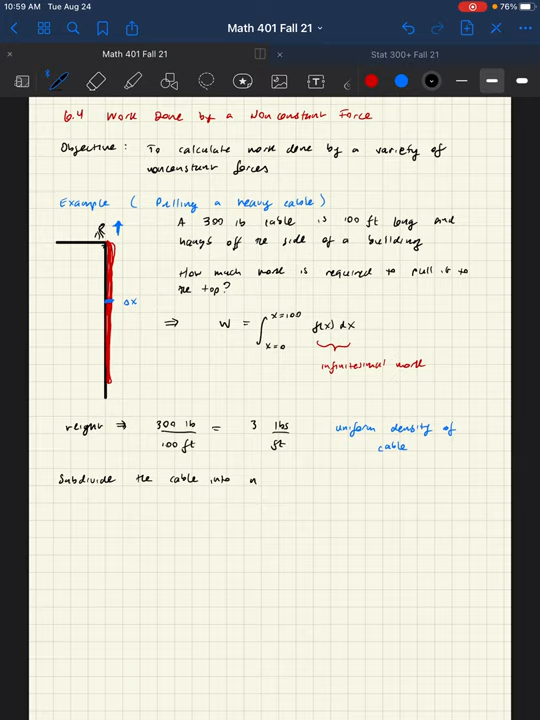 10:59 AM Tue Aug 24
76%
Math 401 Fall 21
Math 401 Fall 21
Stat 300+ Fall 21
6.4 Work Done by a Nonconstant Force
Objective: To calculate work done by a variety of
nonconstant forces
Example (Pulling a heavy cable)
A 300 lb cable is 100 ft long and
hangs off the side of a building
How much work is required to pull it to
the top?
Δx
⇒ W = ∫ x=0 x=100 f(x) dx
infinitesimal work
weight ⇒ 300 lb / 100 ft = 3 lbs / ft
uniform density of
cable
Subdivide the cable into n